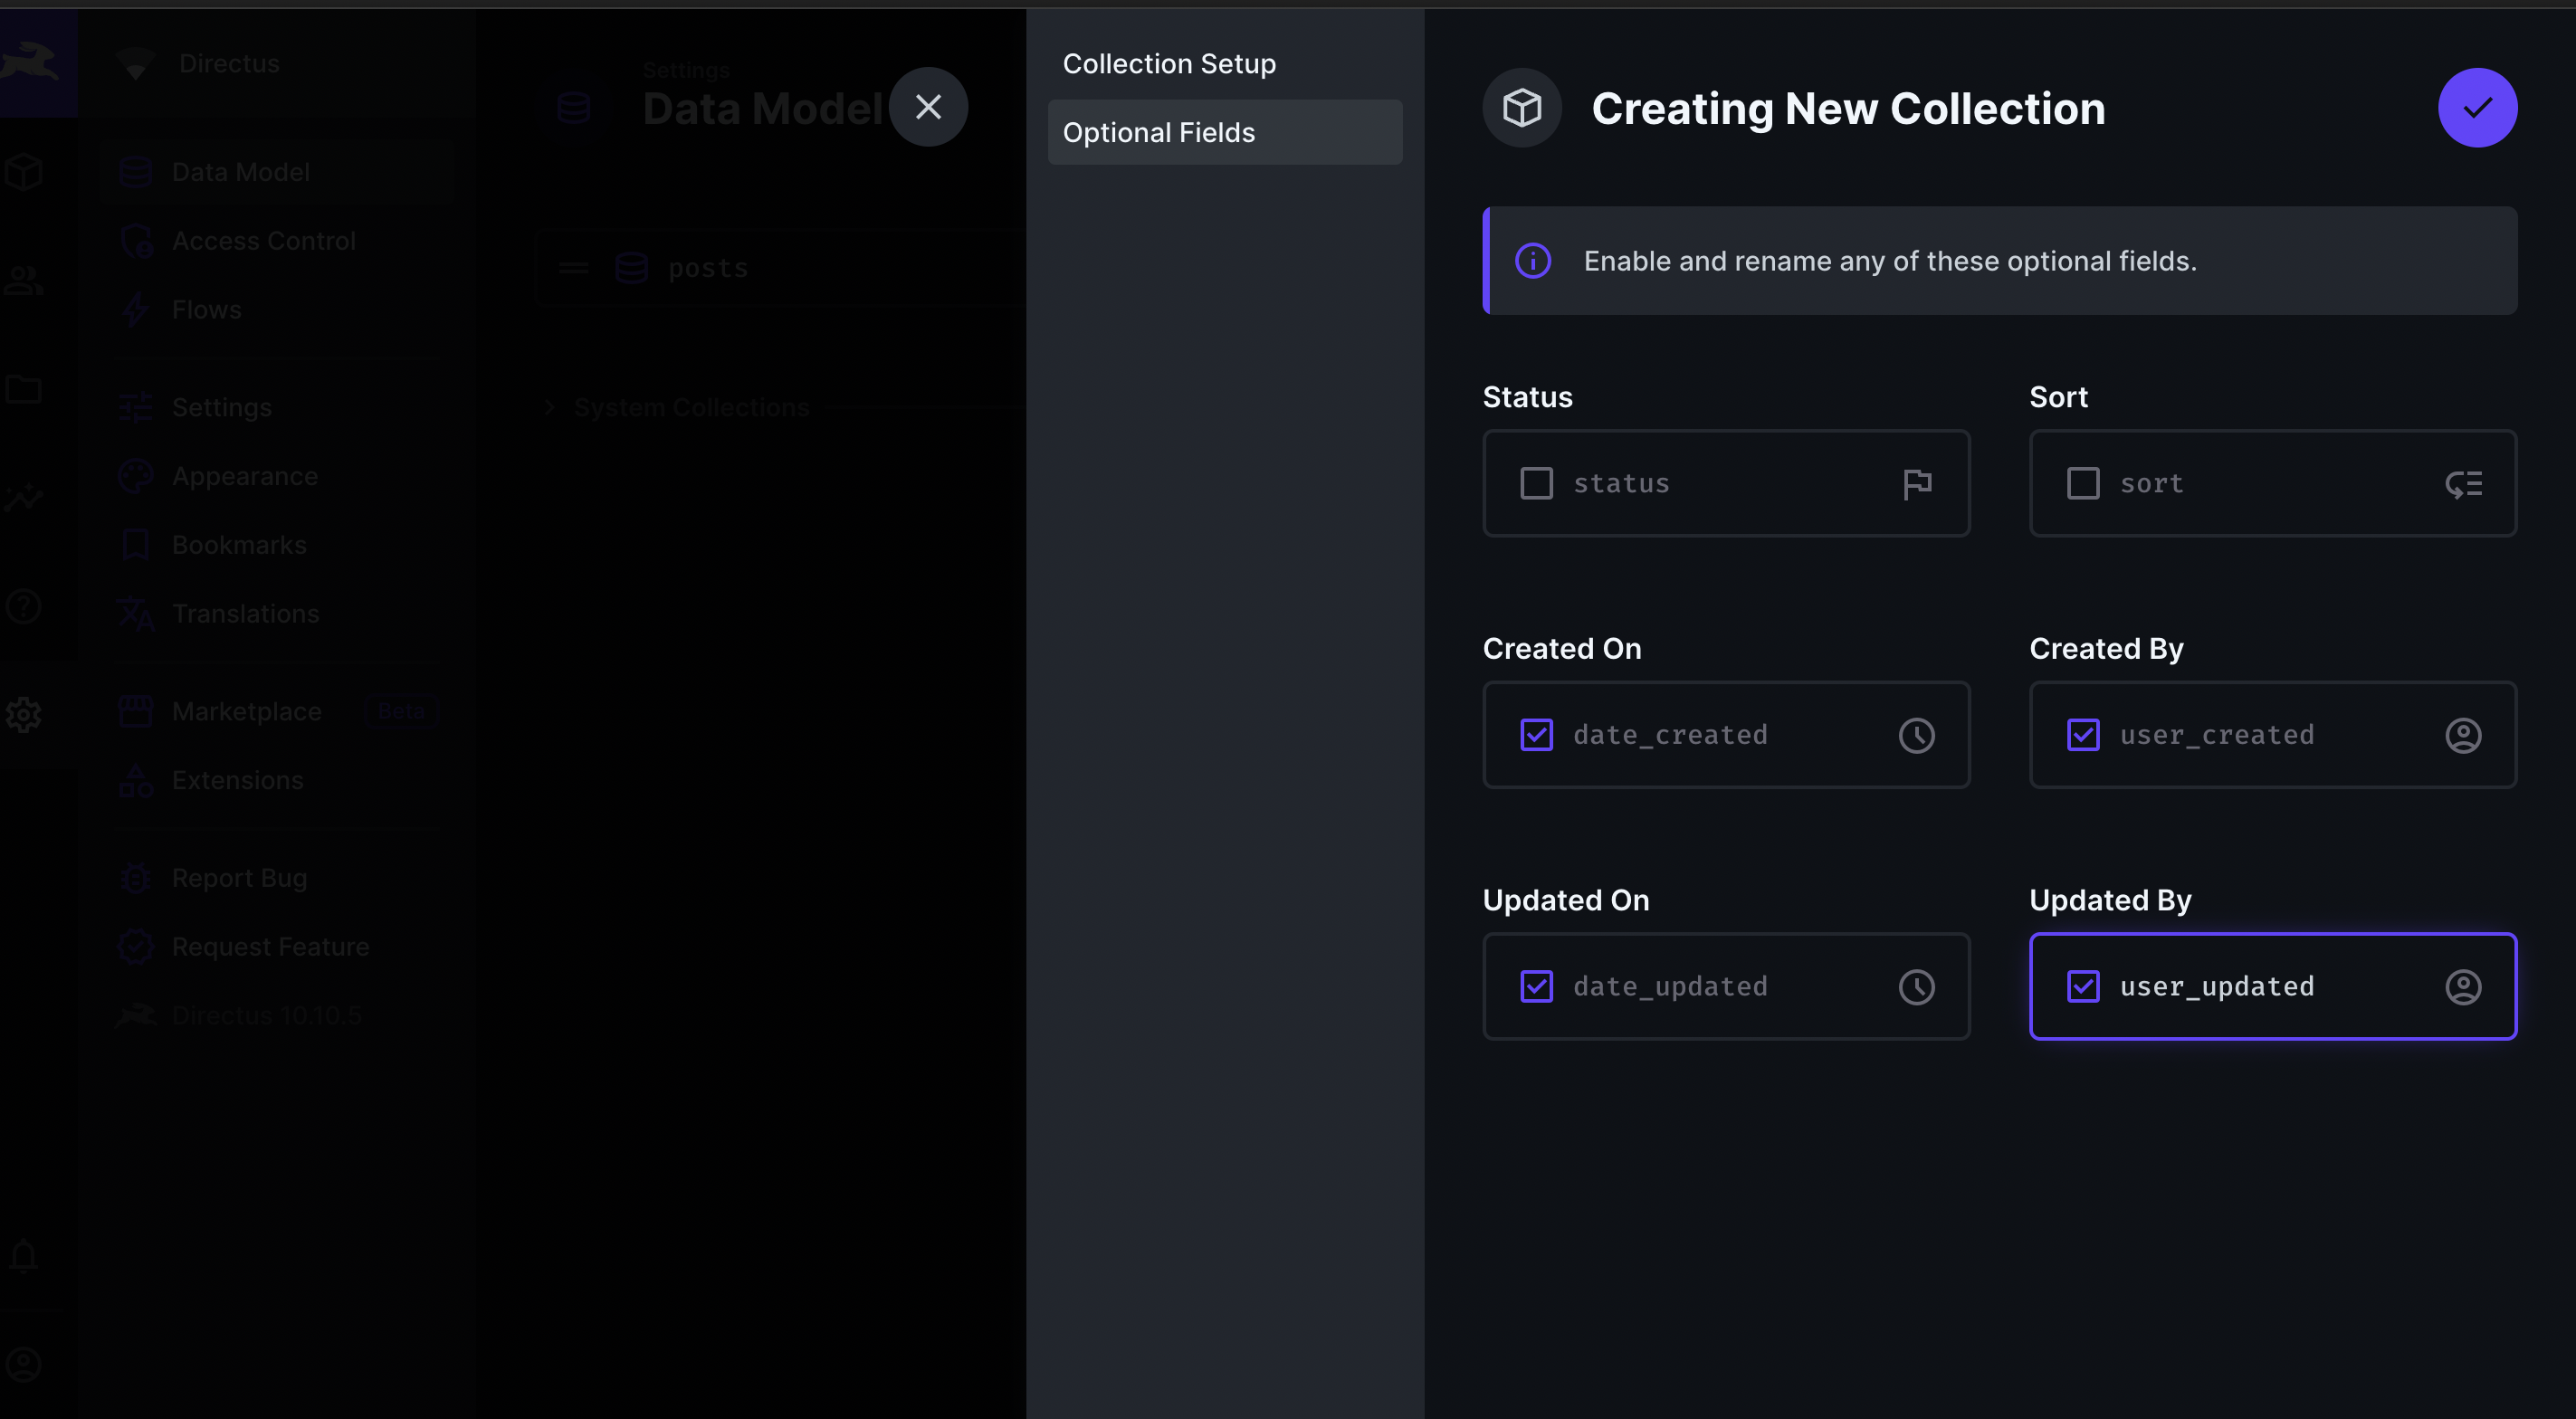 Directus
Data Model
Access Control
Flows
Settings
Appearance
Bookmarks
Translations
Marketplace
Beta
Extensions
Report Bug
Request Feature
Directus 10.10.5
Settings
Data Model
posts
System Collections
Collection Setup
Optional Fields
Creating New Collection
Enable and rename any of these optional fields.
Status
Sort
status
sort
Created On
Created By
date_created
user_created
Updated On
Updated By
date_updated
user_updated